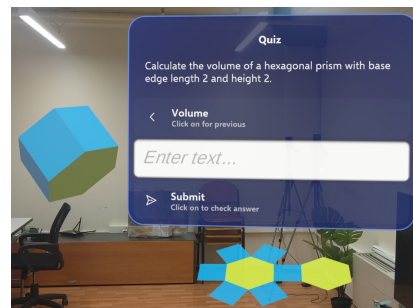 Quiz
Calculate the volume of a hexagonal prism with base
edge length 2 and height 2.
Volume
Click on for previous
Enter text...
Submit
Click on to check answer